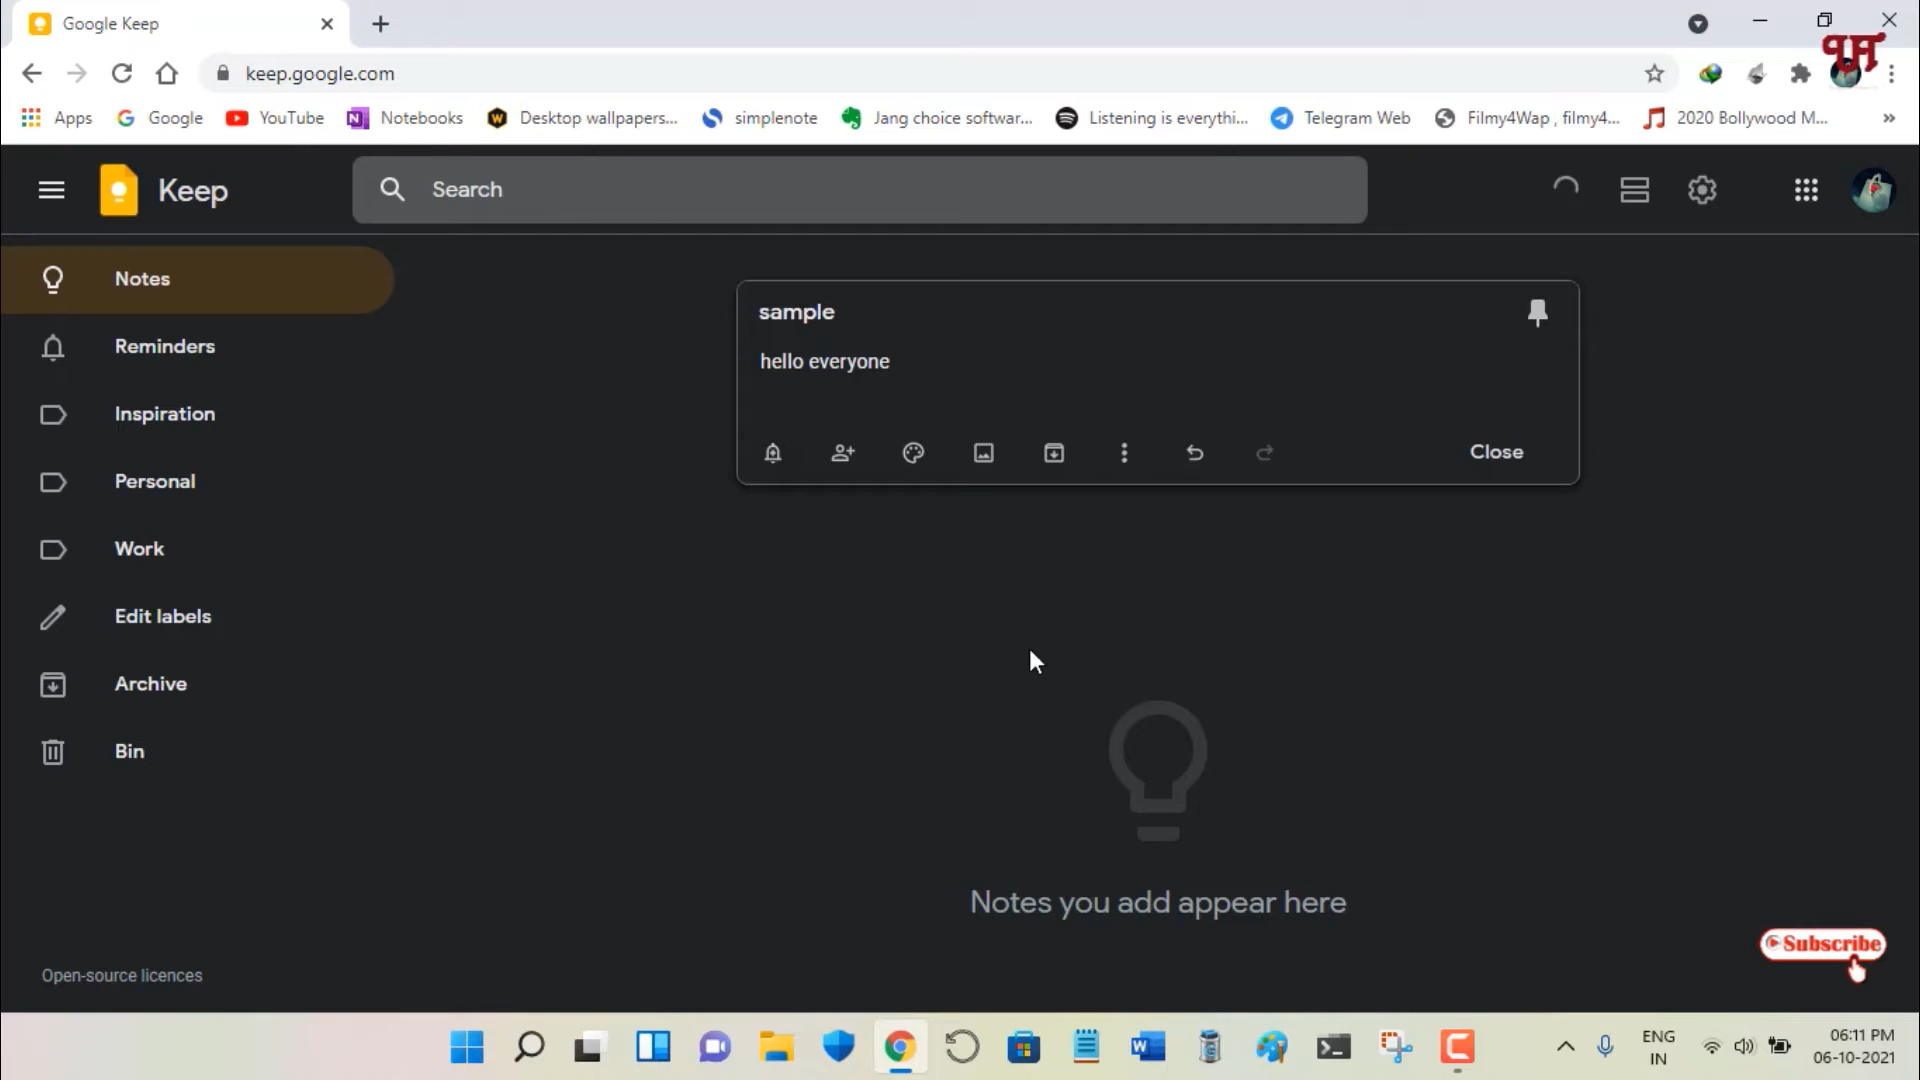 Google Keep
keep.google.com
Apps Google YouTube Notebooks Desktop wallpapers... simplenote Jang choice softwar... Listening is everythi... Telegram Web Filmy4Wap , filmy4... 2020 Bollywood M... »
Keep
Search
Notes
Reminders
Inspiration
Personal
Work
Edit labels
Archive
Bin
Open-source licences
sample
hello everyone
Close
Notes you add appear here
Subscribe
ENG
IN
06:11 PM
06-10-2021